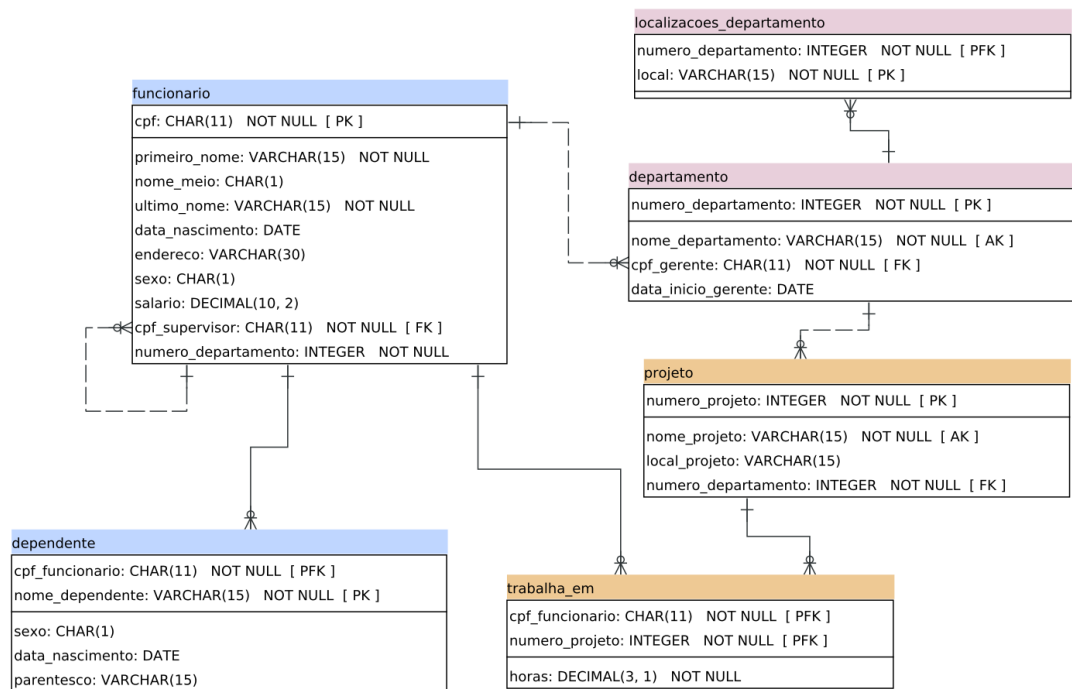 localizacoes_departamento
numero_departamento: INTEGER NOT NULL [ PFK ]
local: VARCHAR(15) NOT NULL [ PK ]
funcionario
cpf: CHAR(11) NOT NULL [ PK ]
primeiro_nome: VARCHAR(15) NOT NULL
nome_meio: CHAR(1)
ultimo_nome: VARCHAR(15) NOT NULL
data_nascimento: DATE
endereco: VARCHAR(30)
sexo: CHAR(1)
salario: DECIMAL(10, 2)
cpf_supervisor: CHAR(11) NOT NULL [ FK ]
numero_departamento: INTEGER NOT NULL
departamento
numero_departamento: INTEGER NOT NULL [ PK ]
nome_departamento: VARCHAR(15) NOT NULL [ AK ]
cpf_gerente: CHAR(11) NOT NULL [ FK ]
data_inicio_gerente: DATE
projeto
numero_projeto: INTEGER NOT NULL [ PK ]
nome_projeto: VARCHAR(15) NOT NULL [ AK ]
local_projeto: VARCHAR(15)
numero_departamento: INTEGER NOT NULL [ FK ]
dependente
cpf_funcionario: CHAR(11) NOT NULL [ PFK ]
nome_dependente: VARCHAR(15) NOT NULL [ PK ]
sexo: CHAR(1)
data_nascimento: DATE
parentesco: VARCHAR(15)
trabalha_em
cpf_funcionario: CHAR(11) NOT NULL [ PFK ]
numero_projeto: INTEGER NOT NULL [ PFK ]
horas: DECIMAL(3, 1) NOT NULL